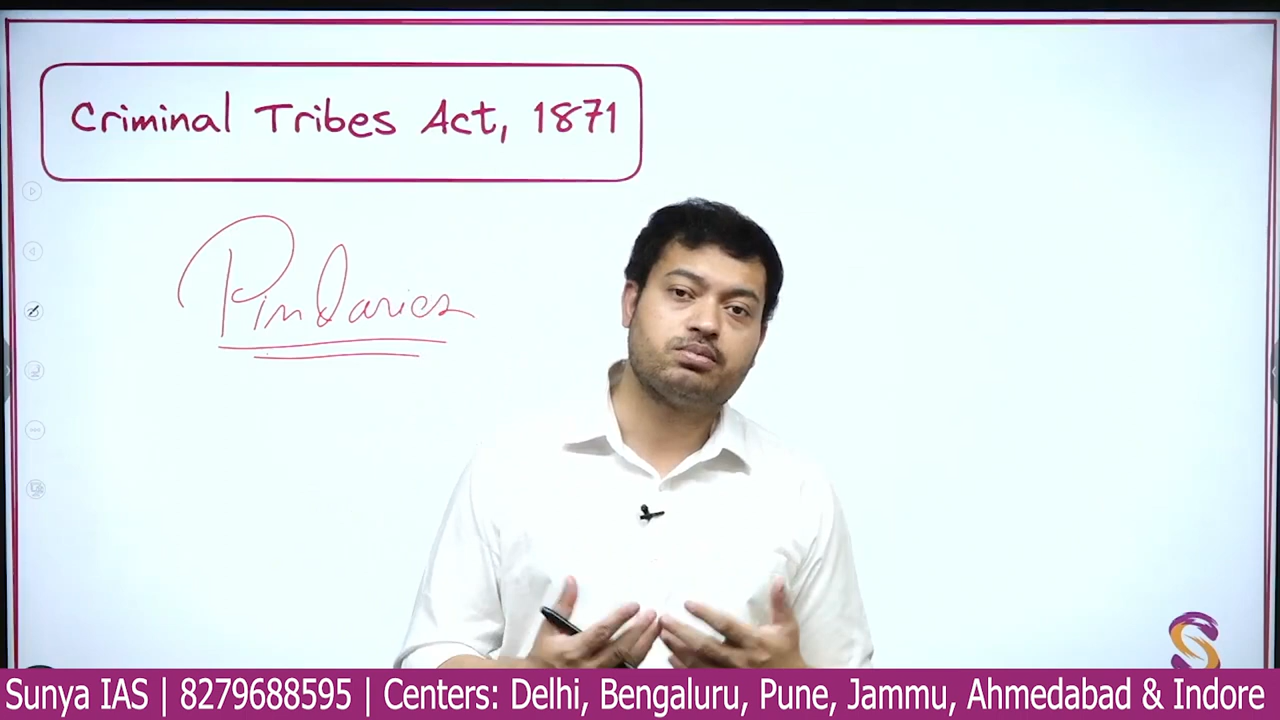 Criminal Tribes Act, 1871
Pindaries
Sunya IAS | 8279688595 | Centers: Delhi, Bengaluru, Pune, Jammu, Ahmedabad & Indore